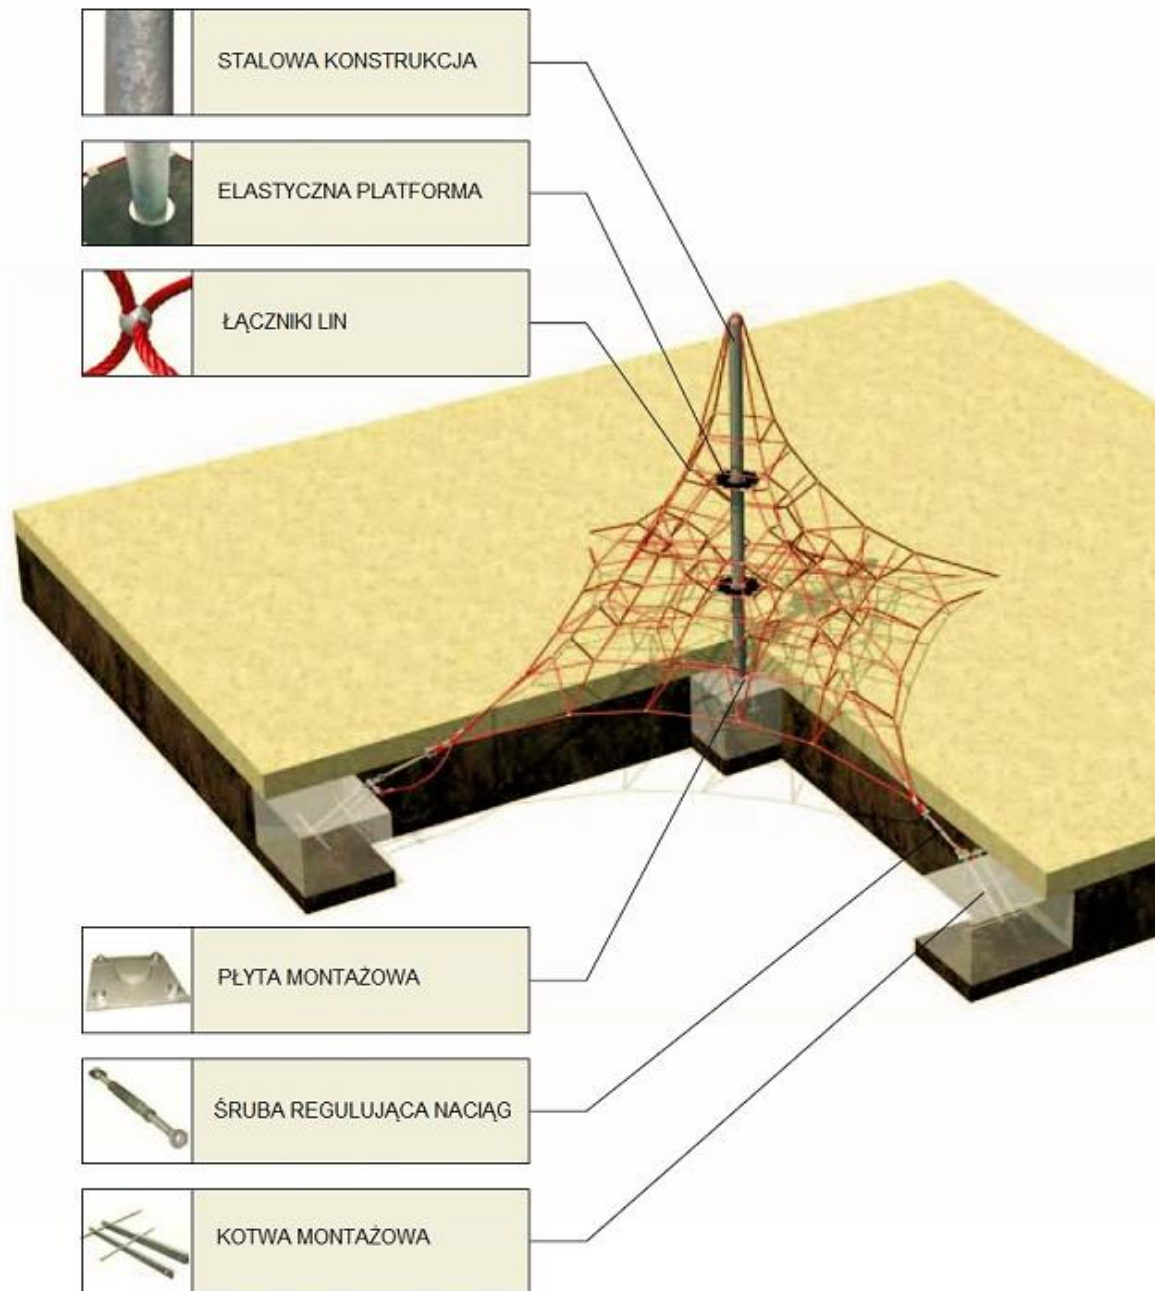 STALOWA KONSTRUKCJA
ELASTYCZNA PLATFORMA
ŁĄCZNIKI LIN
PŁYTA MONTAŻOWA
ŚRUBA REGULUJĄCA NACIĄG
KOTWA MONTAŻOWA